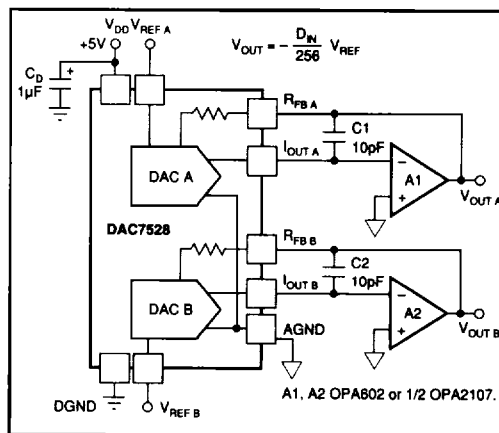 V_DD V_REF A
+5V
V_OUT = − D_IN/256 V_REF
C_D +
1µF
R_FB A
C1
10pF
I_OUT A
−
A1
+
V_OUT A
DAC A
DAC7528
R_FB B
C2
10pF
I_OUT B
−
A2
+
V_OUT B
DAC B
AGND
DGND
V_REF B
A1, A2 OPA602 or 1/2 OPA2107.